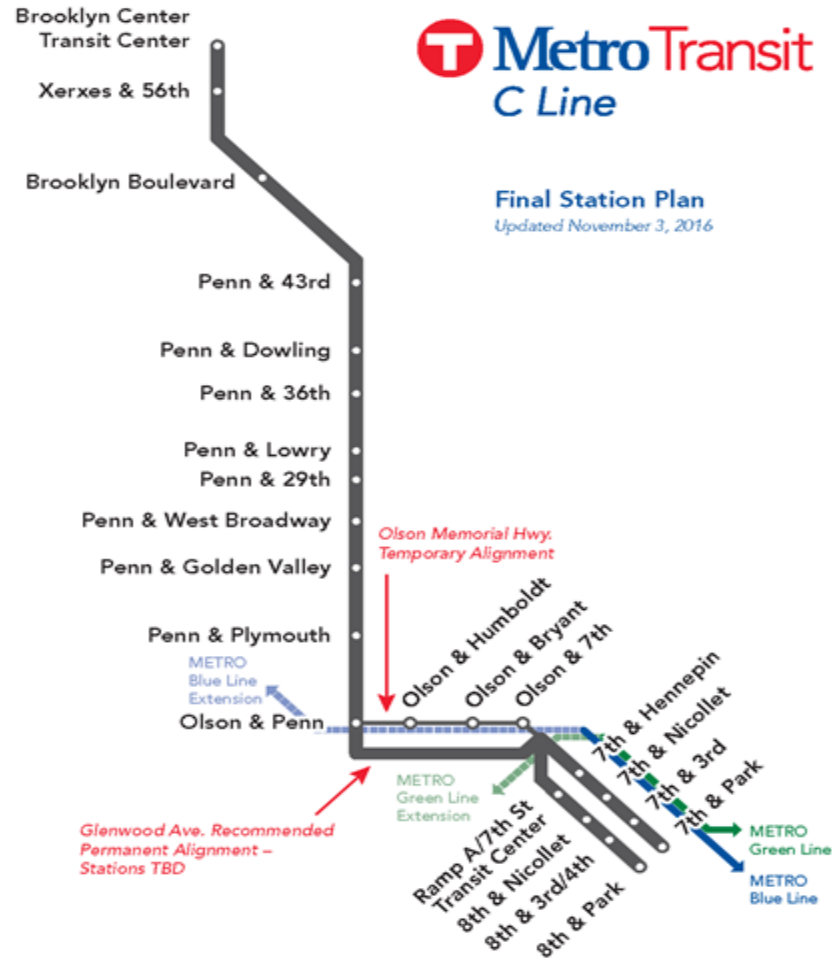 Brooklyn Center
Transit Center
Xerxes & 56th
Brooklyn Boulevard
T MetroTransit
C Line
Final Station Plan
Updated November 3, 2016
Penn & 43rd
Penn & Dowling
Penn & 36th
Penn & Lowry
Penn & 29th
Penn & West Broadway
Penn & Golden Valley
Penn & Plymouth
Olson Memorial Hwy.
Temporary Alignment
METRO
Blue Line
Extension
Olson & Penn
Olson & Humboldt
Olson & Bryant
Olson & 7th
7th & Hennepin
7th & Nicollet
7th & 3rd
7th & Park
METRO
Green Line
Extension
Glenwood Ave. Recommended
Permanent Alignment –
Stations TBD
Ramp A/7th St
Transit Center
8th & Nicollet
8th & 3rd/4th
8th & Park
METRO
Green Line
METRO
Blue Line